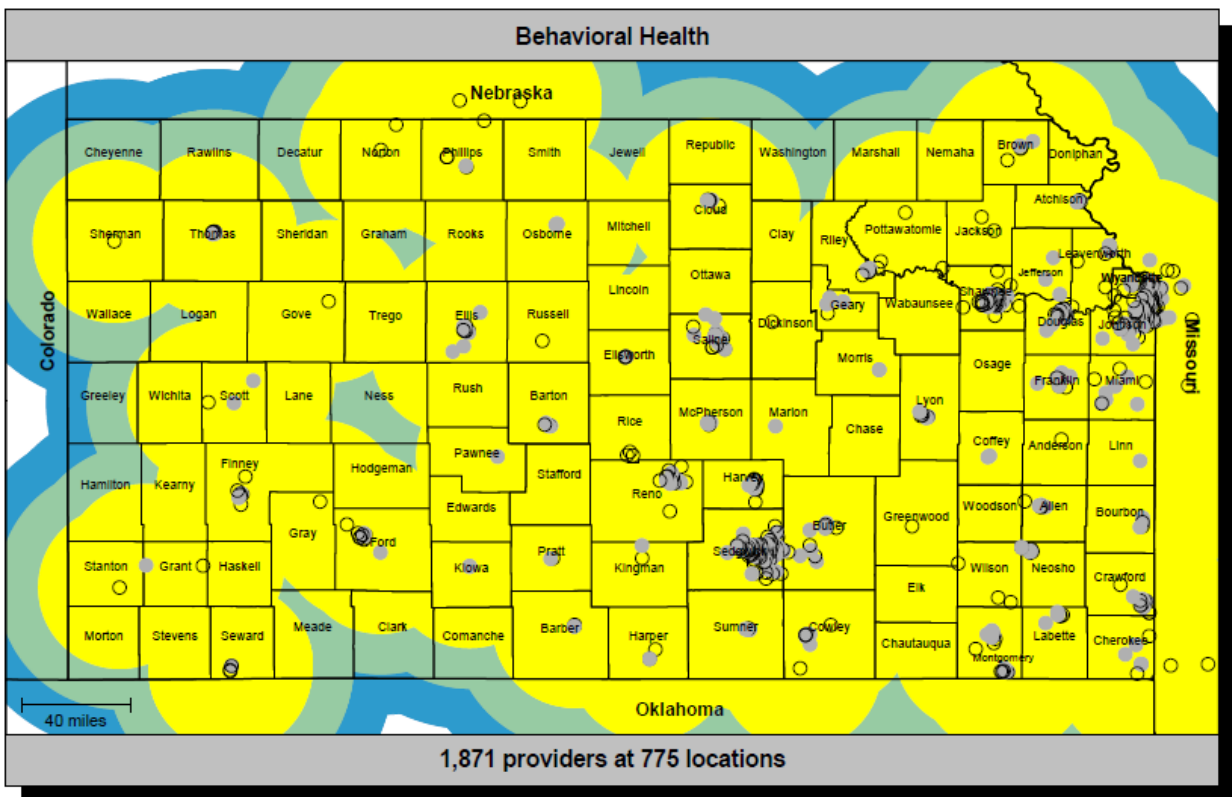 Behavioral Health
Nebraska
Cheyenne Rawlins Decatur Norton Phillips Smith Jewell Republic Washington Marshall Nemaha Brown Doniphan
Atchison
Sherman Thomas Sheridan Graham Rooks Osborne Mitchell Cloud Clay Riley Pottawatomie Jackson
Leavenworth
Jefferson
Wyandotte
Ottawa
Lincoln
Colorado
Wallace Logan Gove Trego Ellis Russell Dickinson Geary Wabaunsee Shawnee Douglas Johnson
Missouri
Saline
Ellsworth
Morris
Osage
Greeley Wichita Scott Lane Ness Rush Barton Rice McPherson Marion Lyon Franklin Miami
Chase
Coffey Anderson Linn
Pawnee
Hamilton Kearny Finney Hodgeman Stafford Reno Harvey
Edwards
Greenwood Woodson Allen Bourbon
Gray Ford Sedgwick Butler
Stanton Grant Haskell Kiowa Pratt Kingman Elk Wilson Neosho Crawford
Morton Stevens Seward Meade Clark Comanche Barber Harper Sumner Cowley Chautauqua Montgomery Labette Cherokee
Oklahoma
40 miles
1,871 providers at 775 locations